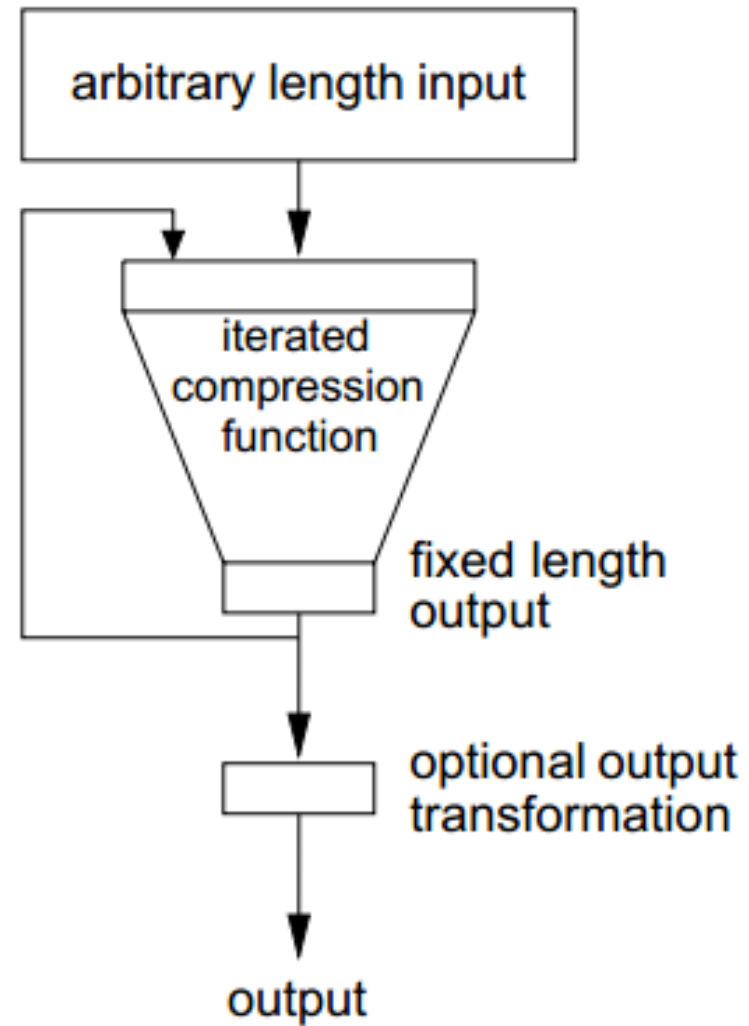 arbitrary length input
iterated
compression
function
fixed length
output
optional output
transformation
output